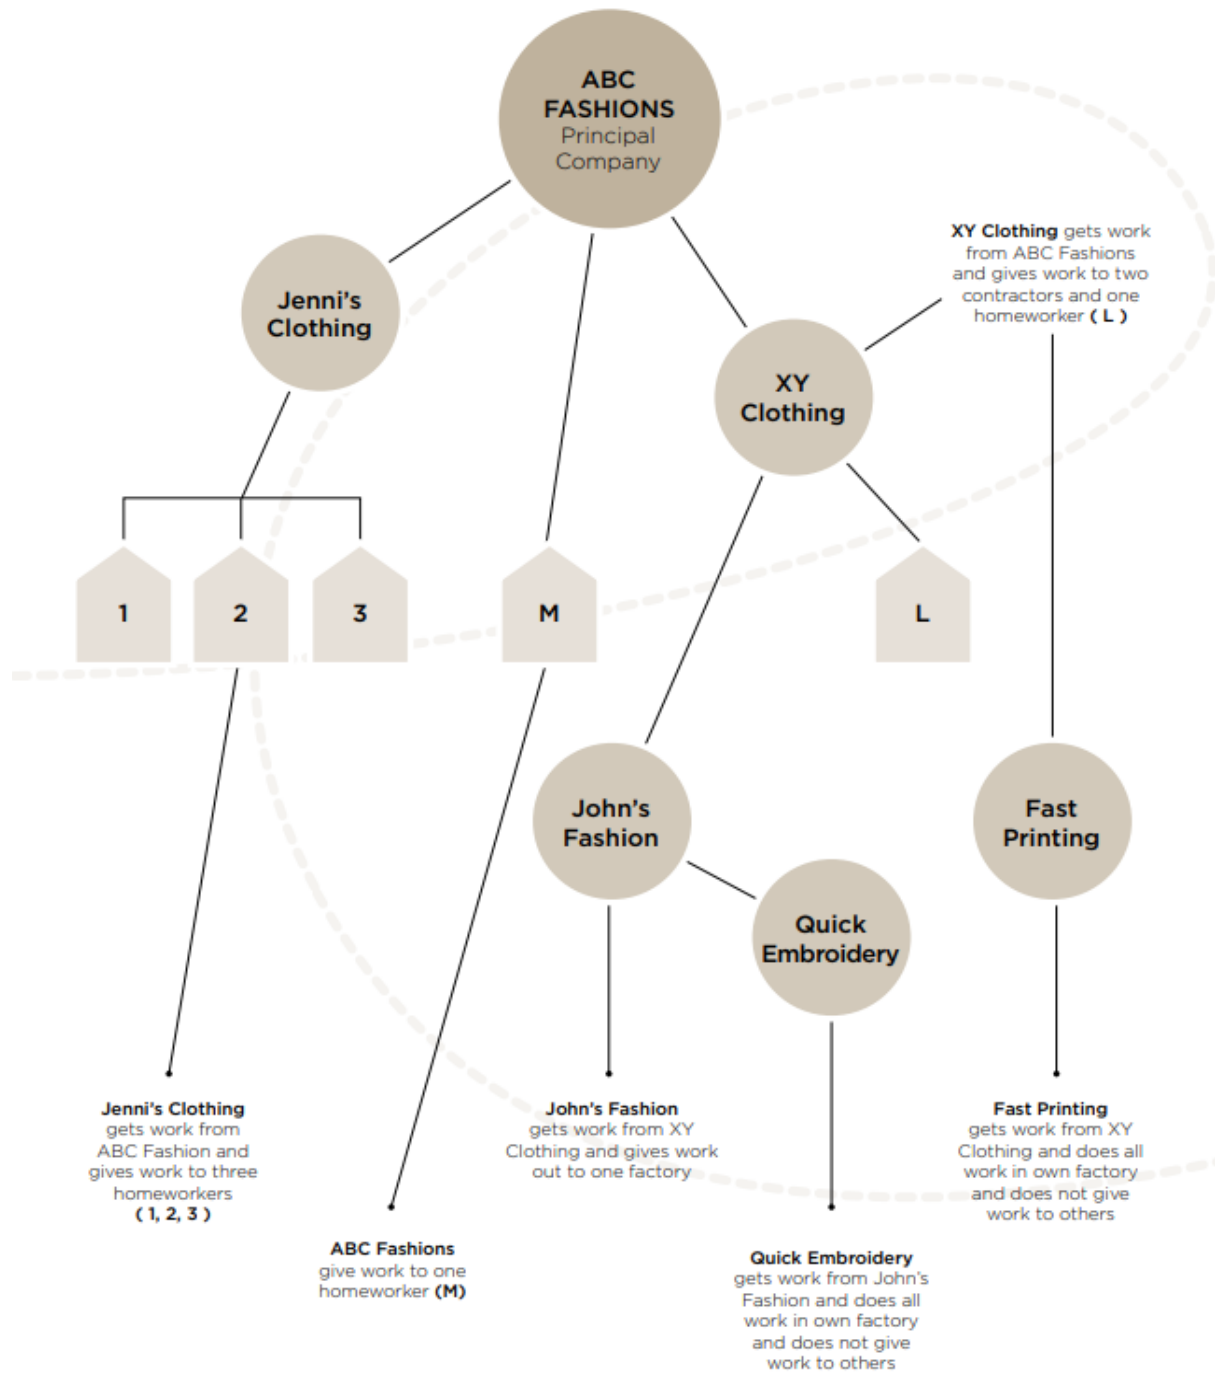 ABC
FASHIONS
Principal
Company
XY Clothing gets work
from ABC Fashions
and gives work to two
contractors and one
homeworker ( L )
Jenni's
Clothing
XY
Clothing
1
2
3
M
L
John's
Fashion
Fast
Printing
Quick
Embroidery
Jenni's Clothing
gets work from
ABC Fashion and
gives work to three
homeworkers
( 1, 2, 3 )
John's Fashion
gets work from XY
Clothing and gives work
out to one factory
Fast Printing
gets work from XY
Clothing and does all
work in own factory
and does not give
work to others
ABC Fashions
give work to one
homeworker (M)
Quick Embroidery
gets work from John's
Fashion and does all
work in own factory
and does not give
work to others